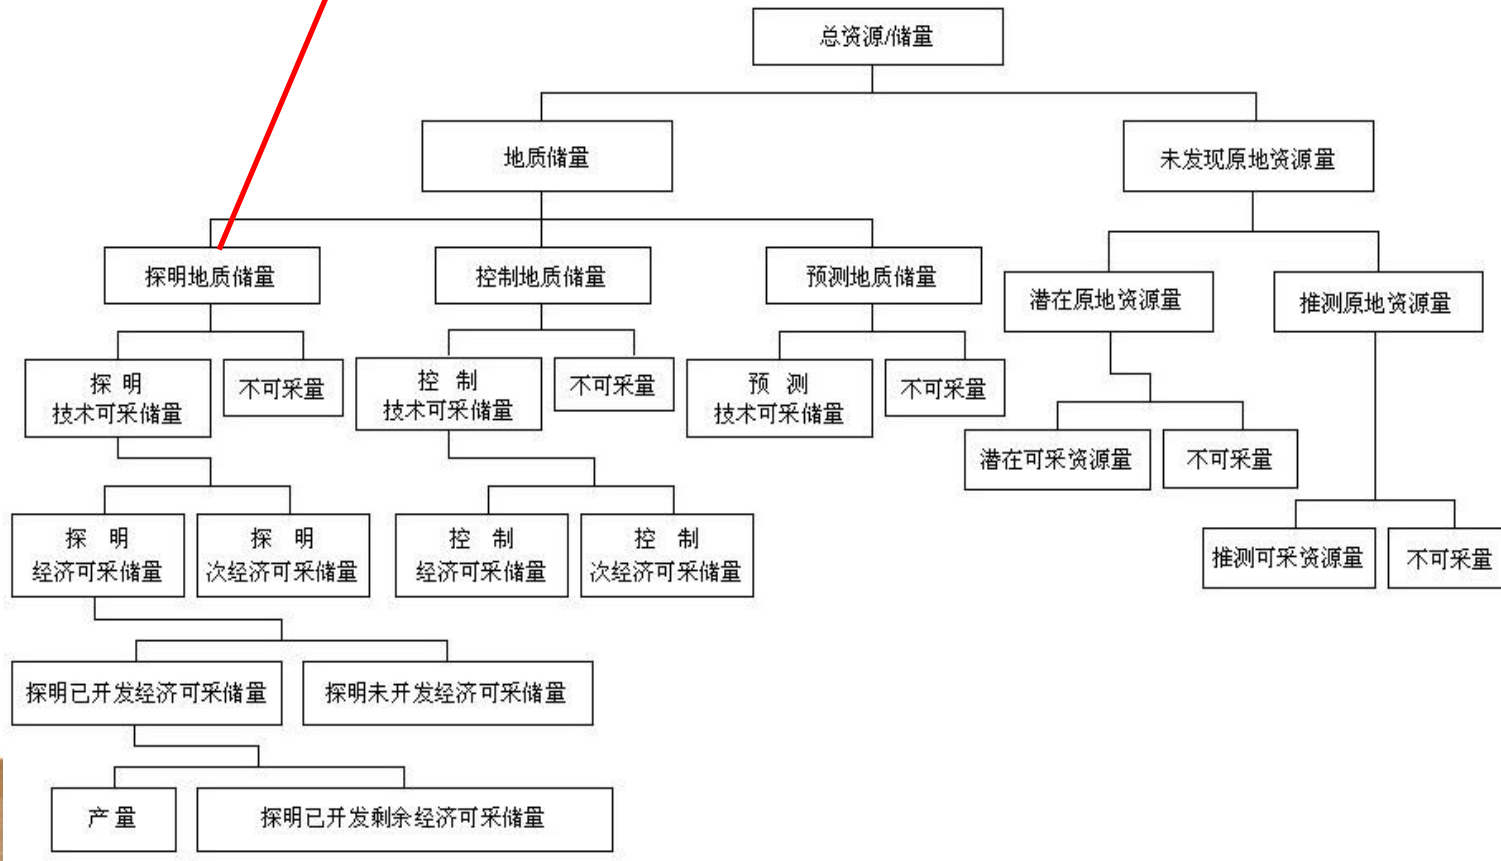 总资源/储量
地质储量
未发现原地资源量
探明地质储量
控制地质储量
预测地质储量
潜在原地资源量
推测原地资源量
探 明
技术可采储量
不可采量
控 制
技术可采储量
不可采量
预 测
技术可采储量
不可采量
潜在可采资源量
不可采量
探 明
经济可采储量
探 明
次经济可采储量
控 制
经济可采储量
控 制
次经济可采储量
推测可采资源量
不可采量
探明已开发经济可采储量
探明未开发经济可采储量
产量
探明已开发剩余经济可采储量